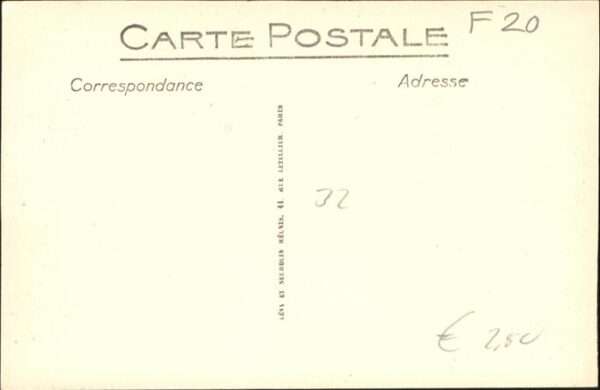 CARTE POSTALE
F 20
Correspondance
Adresse
LÉVY ET NEURDEIN RÉUNIS, 44, RUE LETELLIER, PARIS
32
€ 2,50